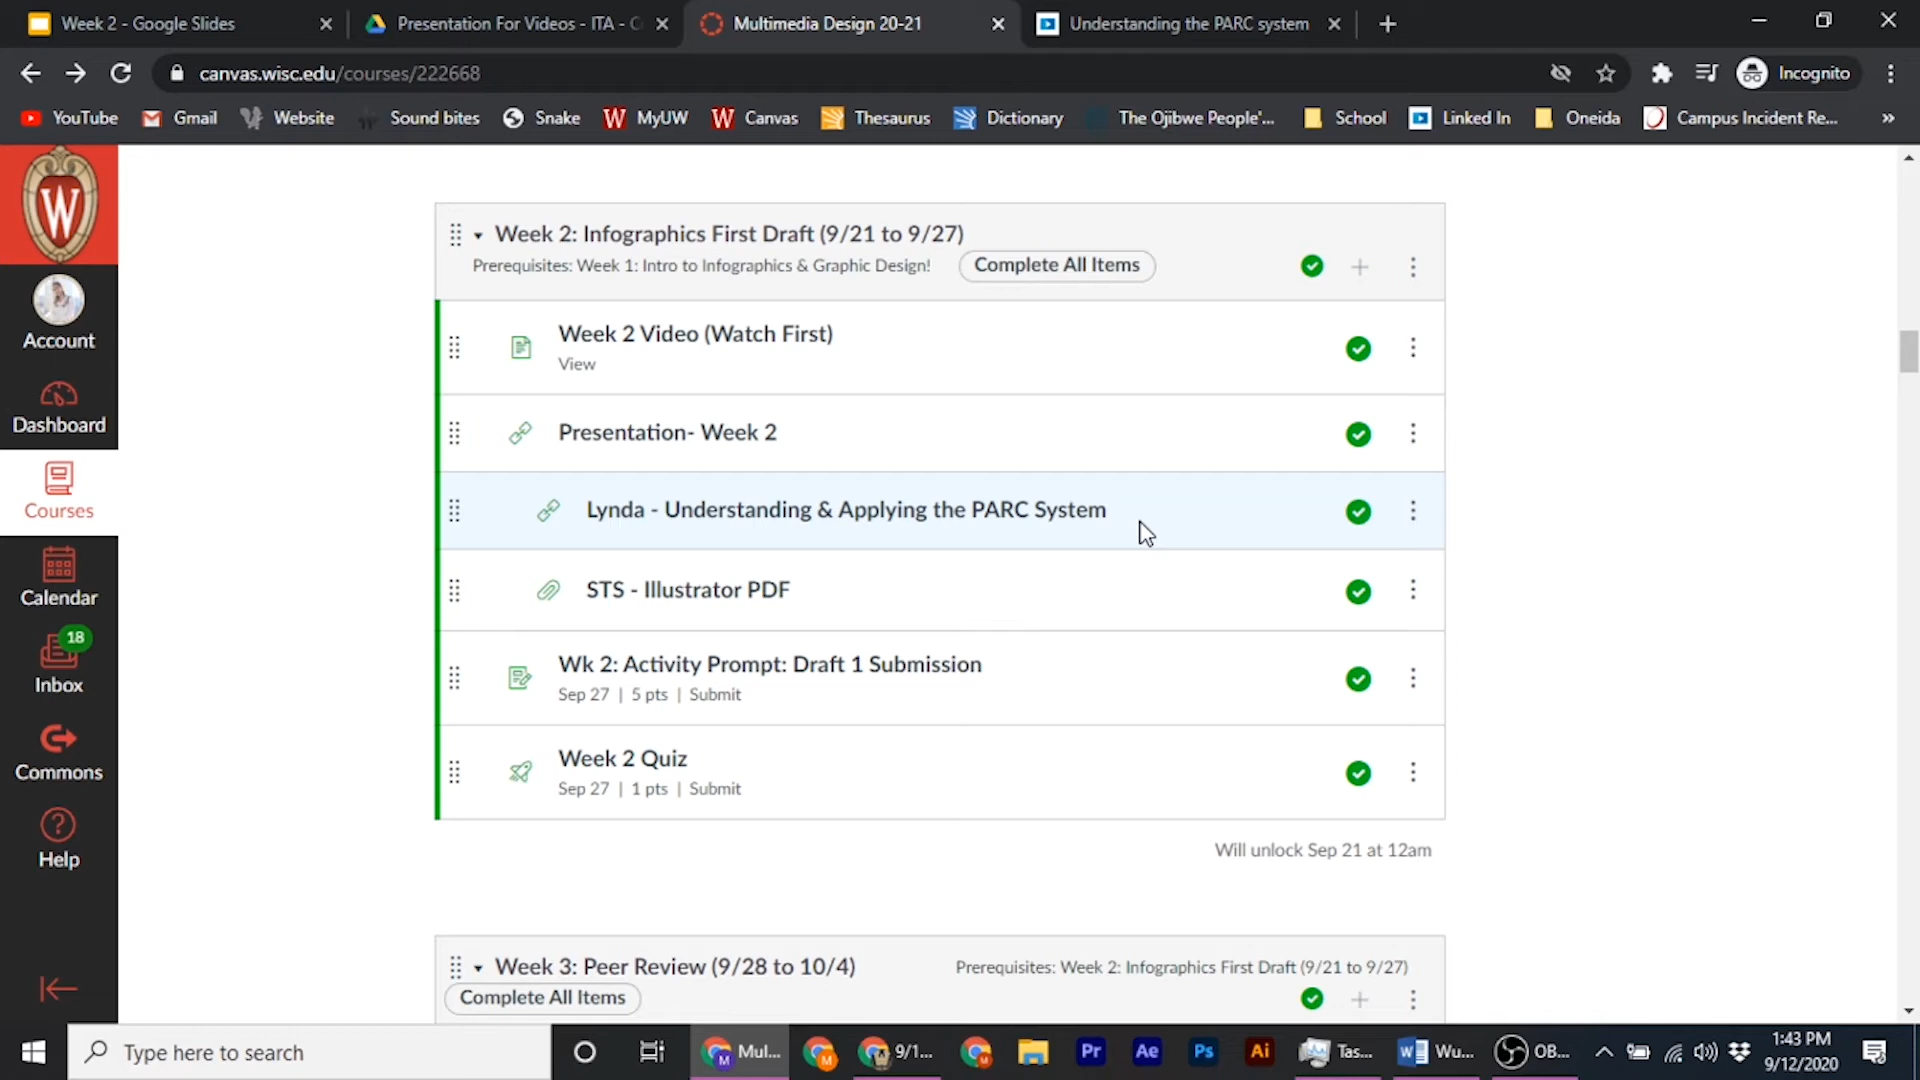 Week 2 - Google Slides
Presentation For Videos - ITA - C
Multimedia Design 20-21
Understanding the PARC system
canvas.wisc.edu/courses/222668
Incognito
YouTube
Gmail
Website
Sound bites
Snake
MyUW
Canvas
Thesaurus
Dictionary
The Ojibwe People'...
School
Linked In
Oneida
Campus Incident Re...
»
W
Account
Dashboard
Courses
Calendar
18
Inbox
Commons
Help
Week 2: Infographics First Draft (9/21 to 9/27)
Prerequisites: Week 1: Intro to Infographics & Graphic Design!
Complete All Items
Week 2 Video (Watch First)
View
Presentation- Week 2
Lynda - Understanding & Applying the PARC System
STS - Illustrator PDF
Wk 2: Activity Prompt: Draft 1 Submission
Sep 27 | 5 pts | Submit
Week 2 Quiz
Sep 27 | 1 pts | Submit
Will unlock Sep 21 at 12am
Week 3: Peer Review (9/28 to 10/4)
Prerequisites: Week 2: Infographics First Draft (9/21 to 9/27)
Complete All Items
Type here to search
Mul...
9/1...
Pr
Ae
Ps
Ai
Tas...
Wu...
OB...
1:43 PM
9/12/2020